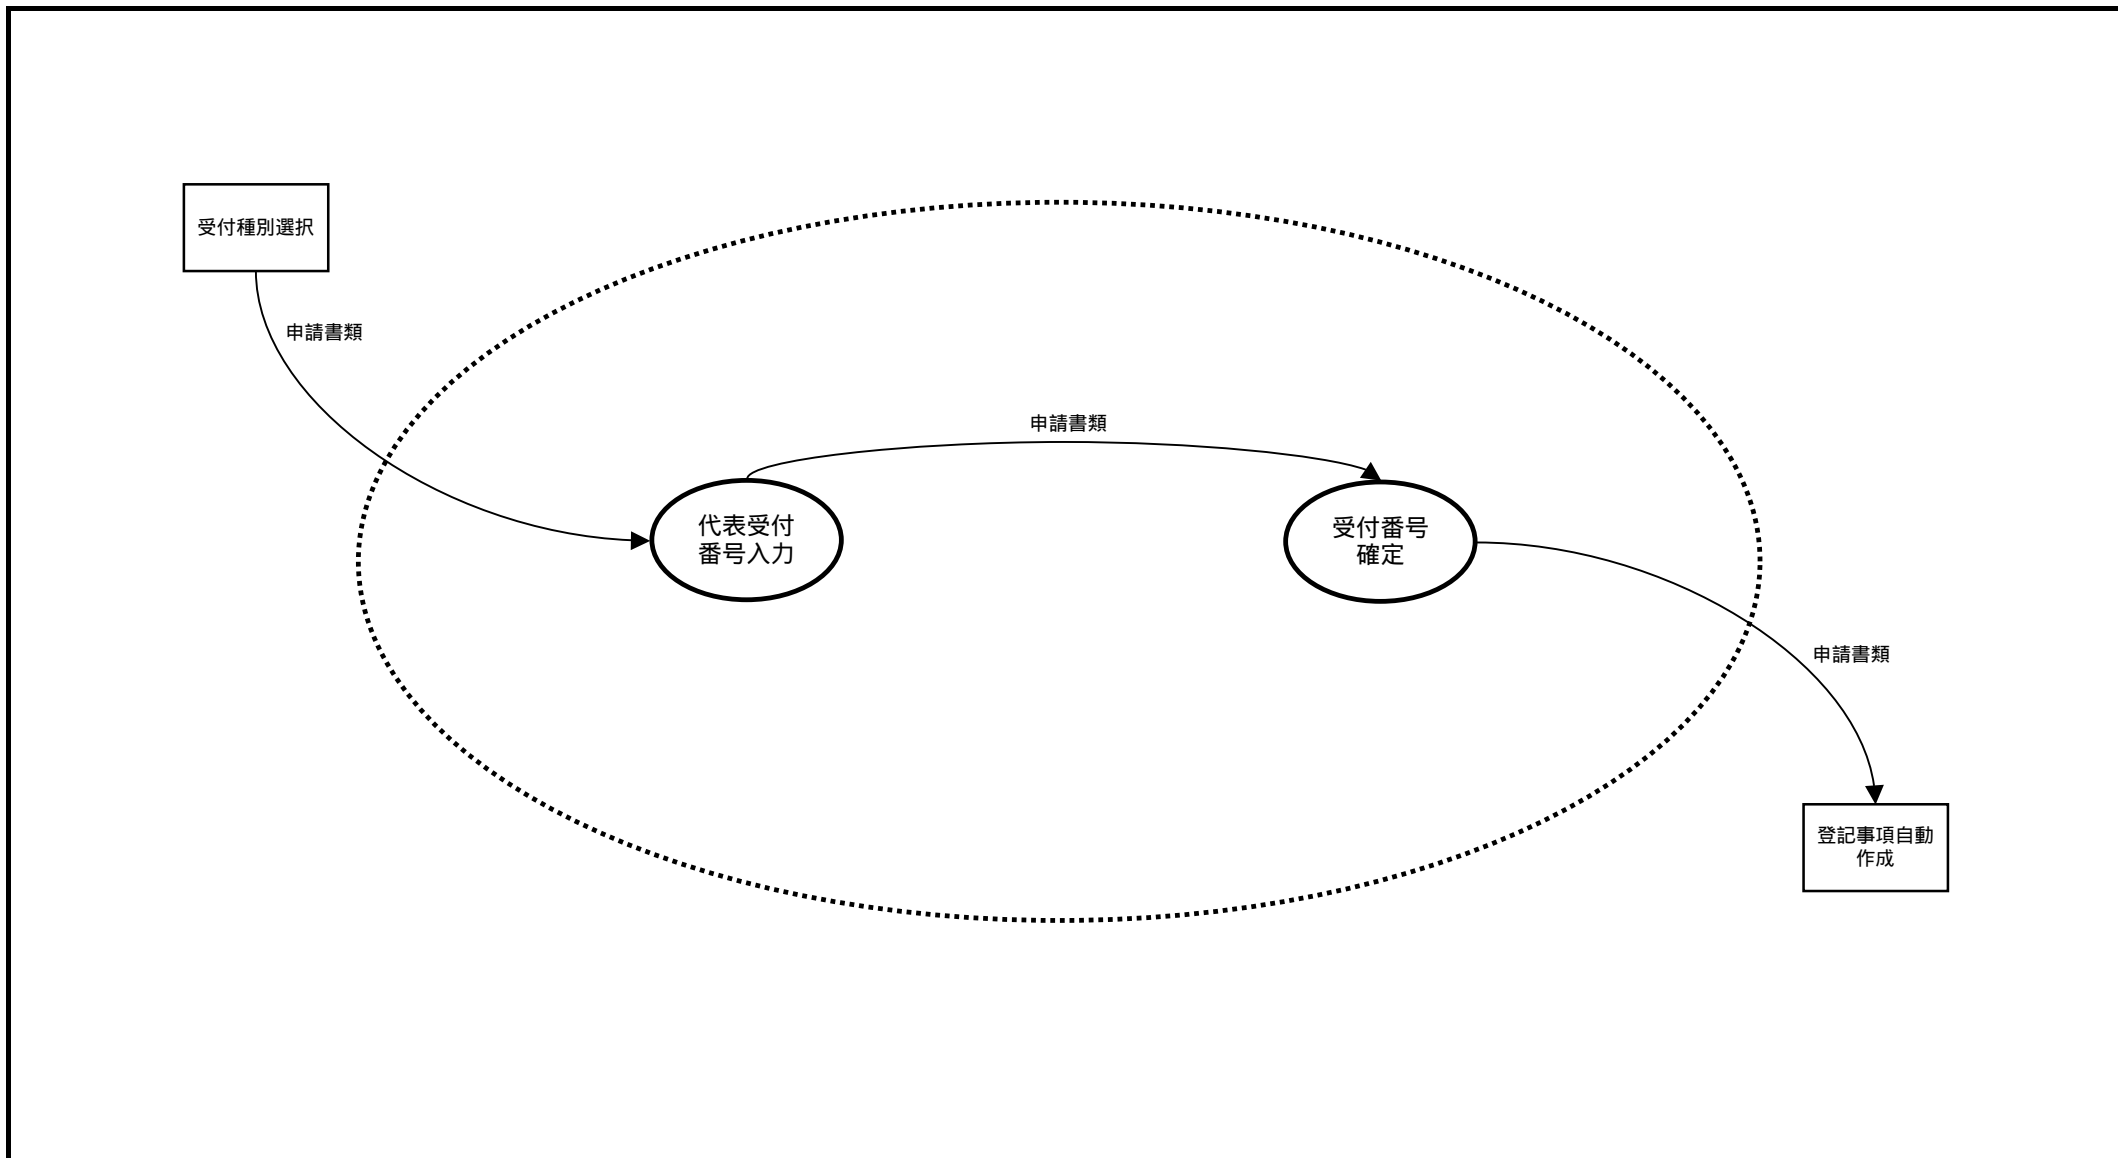 受付種別選択
申請書類
申請書類
代表受付
番号入力
受付番号
確定
申請書類
登記事項自動
作成